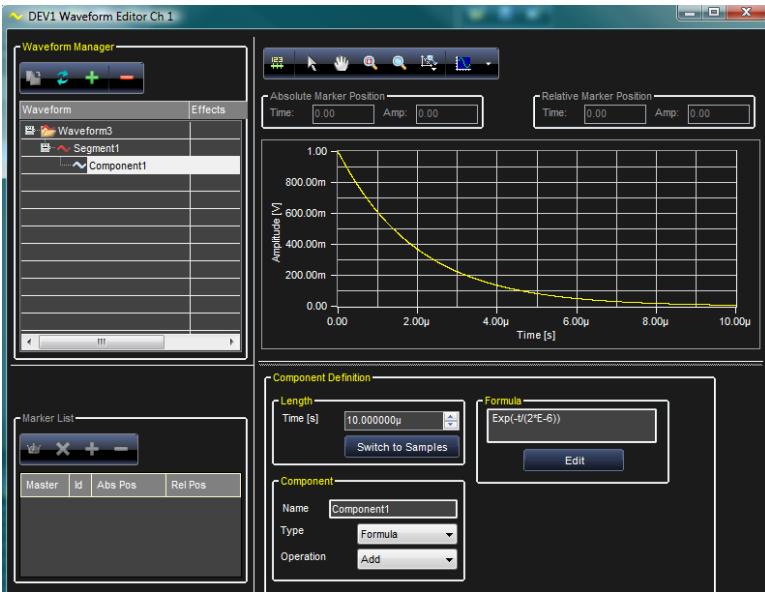 DEV1 Waveform Editor Ch 1
Waveform Manager
Waveform Effects
Waveform3
Segment1
Component1
Marker List
Master Id Abs Pos Rel Pos
123
Absolute Marker Position
Time: 0.00 Amp: 0.00
Relative Marker Position
Time: 0.00 Amp: 0.00
Amplitude [V]
1.00
800.00m
600.00m
400.00m
200.00m
0.00
0.00 2.00µ 4.00µ 6.00µ 8.00µ 10.00µ
Time [s]
Component Definition
Length
Time [s] 10.000000µ
Switch to Samples
Formula
Exp(-t/(2*E-6))
Edit
Component
Name Component1
Type Formula
Operation Add